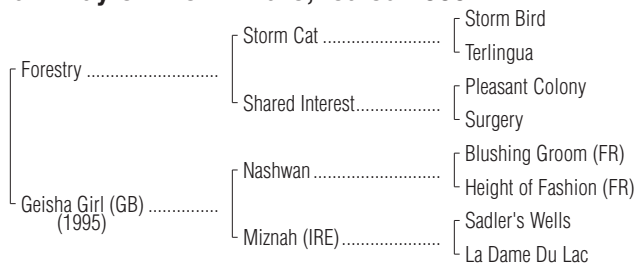 Storm Bird
Storm Cat ........................
Terlingua
Forestry ...................................
Pleasant Colony
Shared Interest...................
Surgery
Blushing Groom (FR)
Nashwan ............................
Height of Fashion (FR)
Geisha Girl (GB) ...................
(1995)
Sadler's Wells
Miznah (IRE)......................
La Dame Du Lac